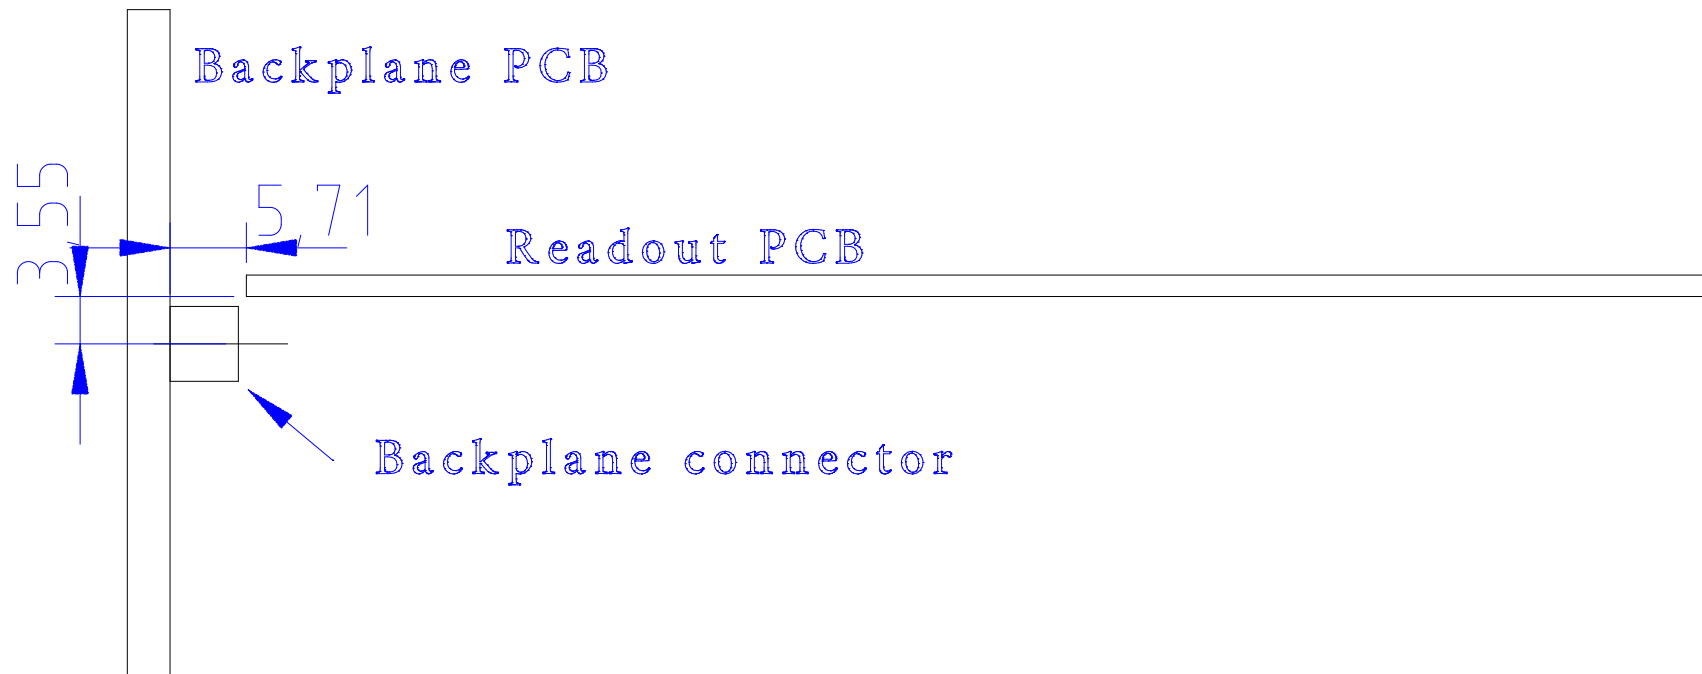 Backplane PCB
3,55
5,71
Readout PCB
Backplane connector